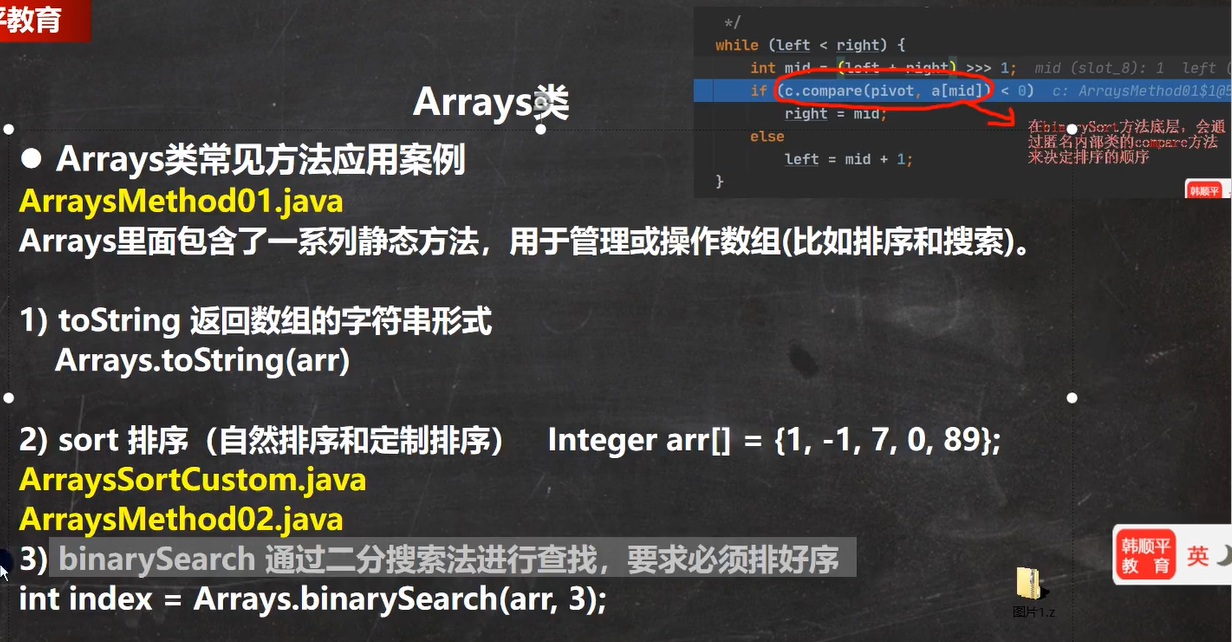 平教育
Arrays类
● Arrays类常见方法应用案例
ArraysMethod01.java
Arrays里面包含了一系列静态方法，用于管理或操作数组(比如排序和搜索)。
1) toString 返回数组的字符串形式
Arrays.toString(arr)
2) sort 排序（自然排序和定制排序） Integer arr[] = {1, -1, 7, 0, 89};
ArraysSortCustom.java
ArraysMethod02.java
3) binarySearch 通过二分搜索法进行查找，要求必须排好序
int index = Arrays.binarySearch(arr, 3);
*/
while (left < right) {
int mid = (left + right) >>> 1; mid (slot_8): 1 left (
if (c.compare(pivot, a[mid]) < 0) c: ArraysMethod01$1@5
right = mid;
else
left = mid + 1;
}
在binarySort方法底层，会通
过匿名内部类的compare方法
来决定排序的顺序
韩顺平
韩顺平
教 育
英
图片1.z